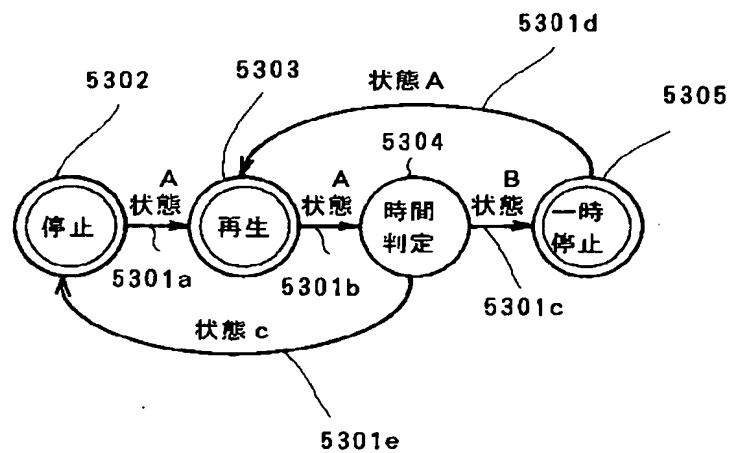 5301d
5302
5303
状態A
5305
5304
A
状態
A
状態
B
状態
停止
再生
時間
判定
一時
停止
5301a
5301b
5301c
状態c
5301e